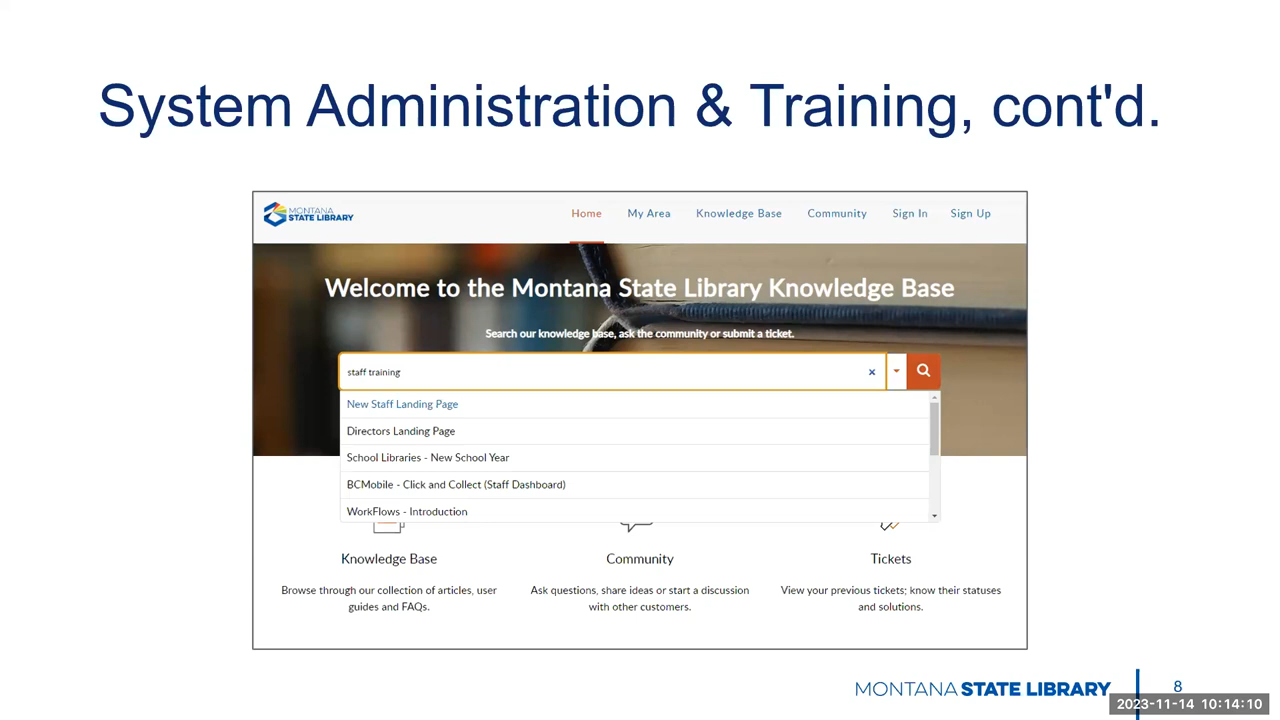 System Administration & Training, cont'd.
MONTANA
STATE LIBRARY
Home
My Area
Knowledge Base
Community
Sign In
Sign Up
Welcome to the Montana State Library Knowledge Base
Search our knowledge base, ask the community or submit a ticket.
staff training
New Staff Landing Page
Directors Landing Page
School Libraries - New School Year
BCMobile - Click and Collect (Staff Dashboard)
WorkFlows - Introduction
Knowledge Base
Browse through our collection of articles, user
guides and FAQs.
Community
Ask questions, share ideas or start a discussion
with other customers.
Tickets
View your previous tickets; know their statuses
and solutions.
MONTANA STATE LIBRARY
8
2023-11-14 10:14:10